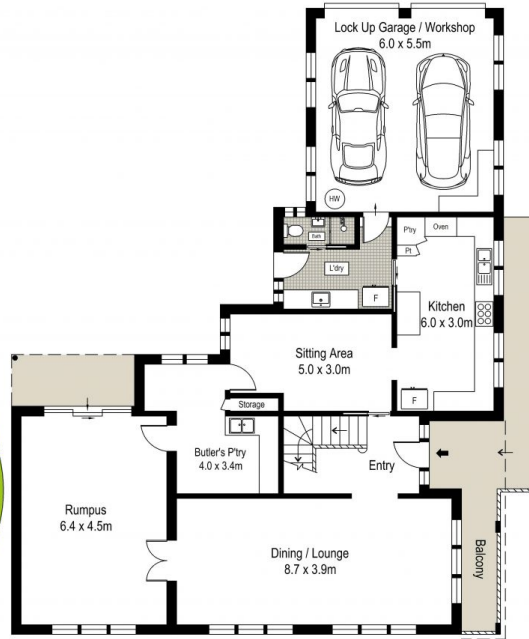 Lock Up Garage / Workshop
6.0 x 5.5m
HW
Bath
P'try
Oven
Pt
L'dry
F
Kitchen
6.0 x 3.0m
Sitting Area
5.0 x 3.0m
F
Storage
Butler's P'try
4.0 x 3.4m
Entry
Rumpus
6.4 x 4.5m
Dining / Lounge
8.7 x 3.9m
Balcony